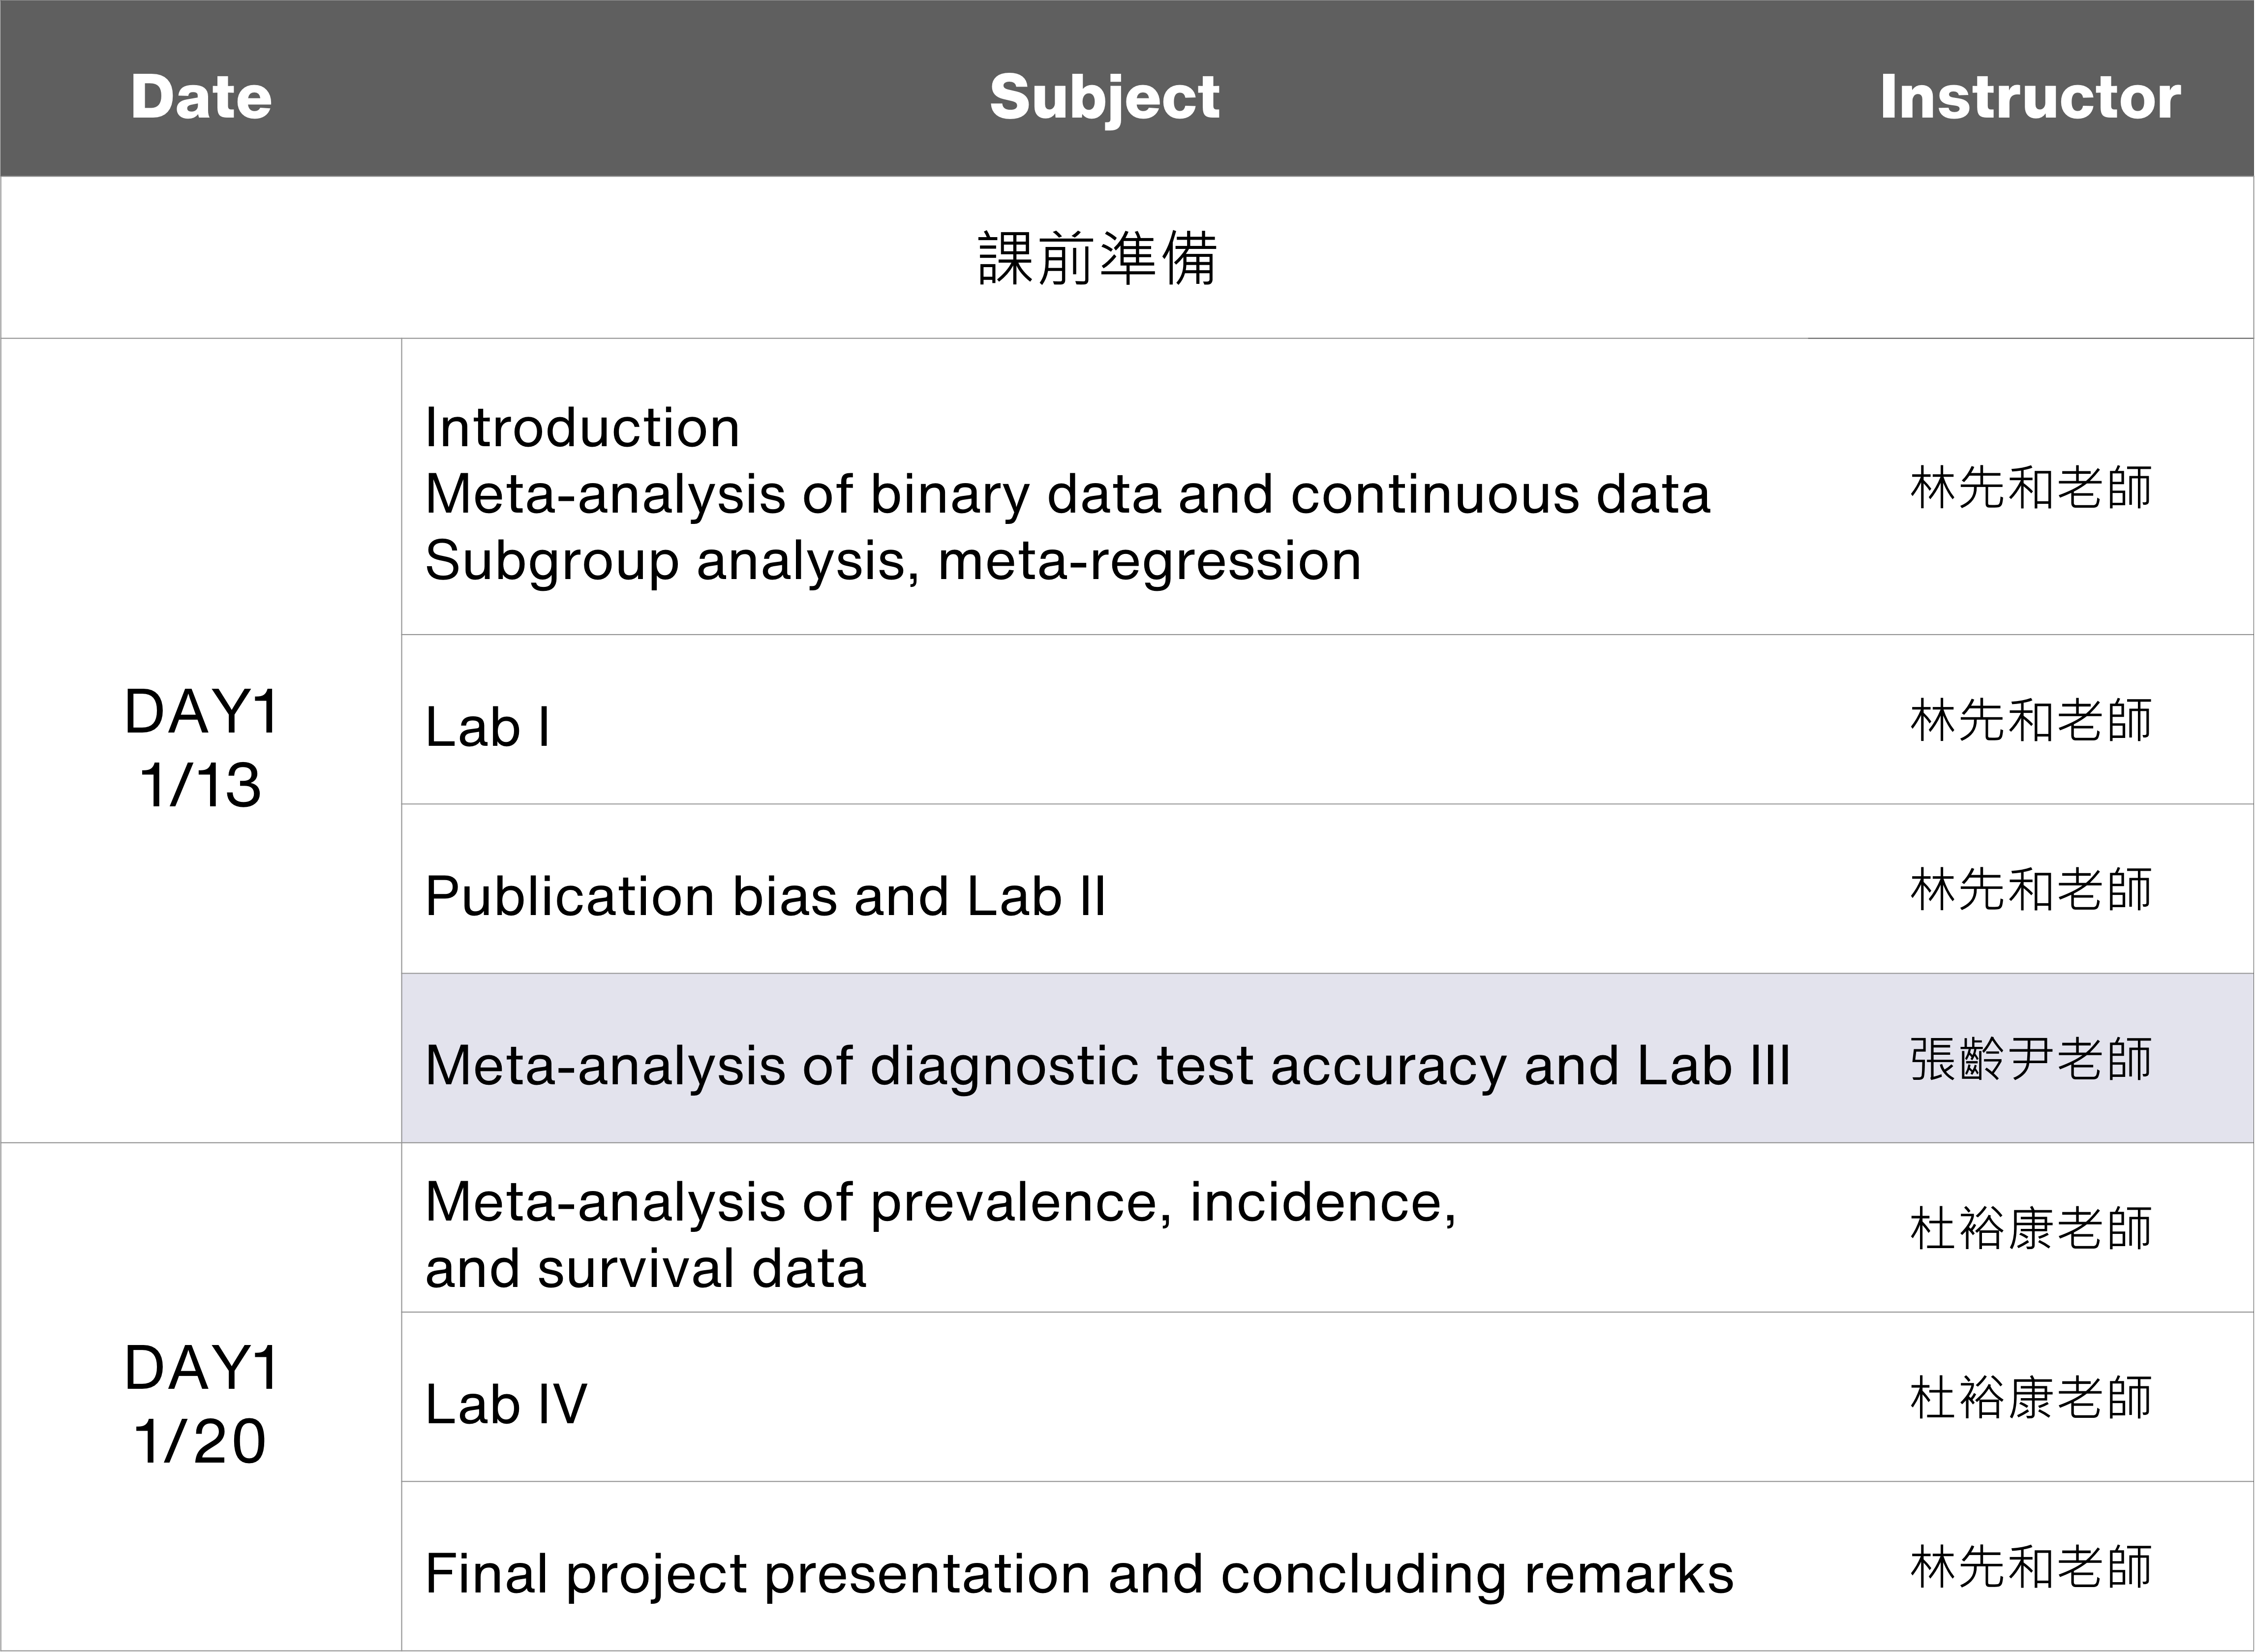 Date Subject Instructor
課前準備
DAY1
1/13
Introduction
Meta-analysis of binary data and continuous data
Subgroup analysis, meta-regression
林先和老師
Lab I
林先和老師
Publication bias and Lab II
林先和老師
Meta-analysis of diagnostic test accuracy and Lab III
張齡尹老師
DAY1
1/20
Meta-analysis of prevalence, incidence,
and survival data
杜裕康老師
Lab IV
杜裕康老師
Final project presentation and concluding remarks
林先和老師